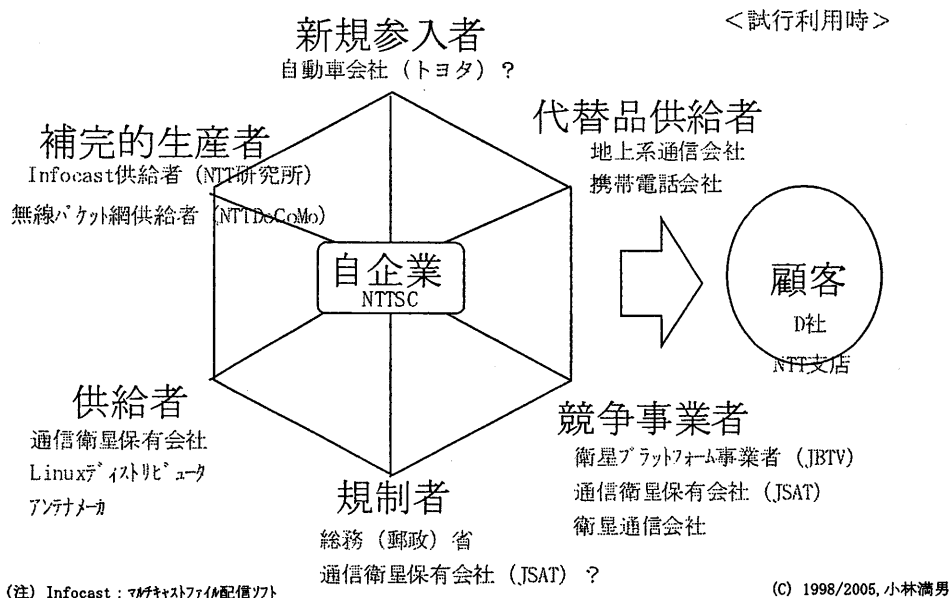 ＜試行利用時＞
新規参入者
自動車会社（トヨタ）？
代替品供給者
地上系通信会社
携帯電話会社
補完的生産者
Infocast供給者（NTT研究所）
無線ﾊﾟｹｯﾄ網供給者（NTTDoCoMo）
自企業
NTTSC
顧客
D社
NTT支店
供給者
通信衛星保有会社
Linuxﾃﾞｨｽﾄﾘﾋﾞｭｰﾀ
ｱﾝﾃﾅﾒｰｶ
競争事業者
衛星ﾌﾟﾗｯﾄﾌｫｰﾑ事業者（JBTV）
通信衛星保有会社（JSAT）
衛星通信会社
規制者
総務（郵政）省
通信衛星保有会社（JSAT）？
(注) Infocast：ﾏﾙﾁｷｬｽﾄﾌｧｲﾙ配信ｿﾌﾄ
(C) 1998/2005, 小林満男